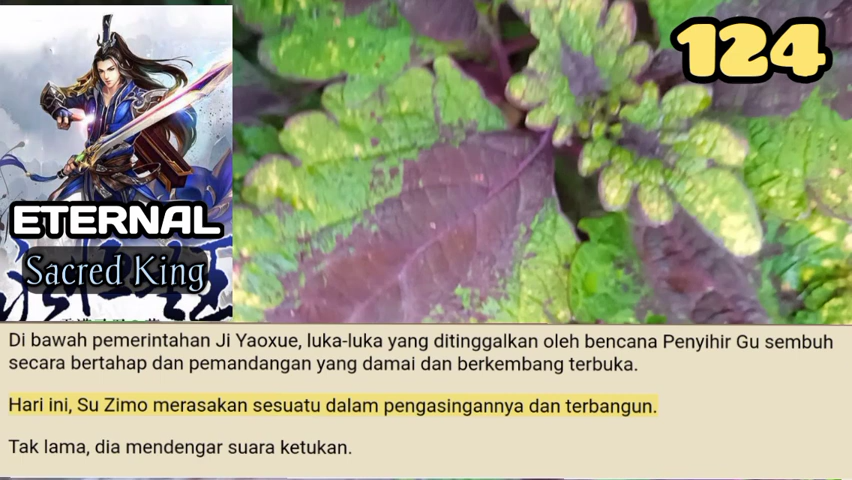 124
ETERNAL
Sacred King
Di bawah pemerintahan Ji Yaoxue, luka-luka yang ditinggalkan oleh bencana Penyihir Gu sembuh
secara bertahap dan pemandangan yang damai dan berkembang terbuka.
Hari ini, Su Zimo merasakan sesuatu dalam pengasingannya dan terbangun.
Tak lama, dia mendengar suara ketukan.